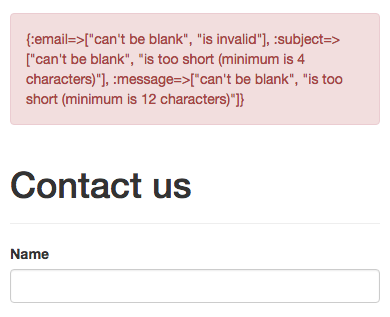 {:email=>["can't be blank", "is invalid"], :subject=>
["can't be blank", "is too short (minimum is 4
characters)"], :message=>["can't be blank", "is too
short (minimum is 12 characters)"]}
Contact us
Name